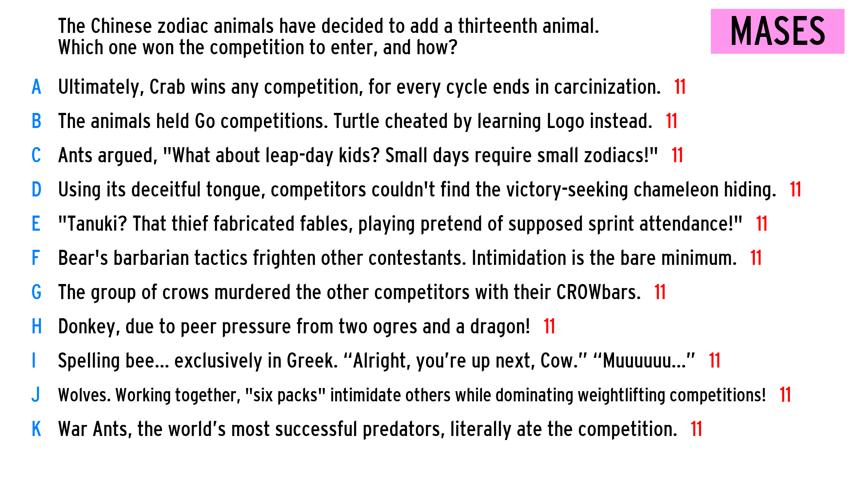 The Chinese zodiac animals have decided to add a thirteenth animal.
Which one won the competition to enter, and how?
MASES
A Ultimately, Crab wins any competition, for every cycle ends in carcinization. 11
B The animals held Go competitions. Turtle cheated by learning Logo instead. 11
C Ants argued, "What about leap-day kids? Small days require small zodiacs!" 11
D Using its deceitful tongue, competitors couldn't find the victory-seeking chameleon hiding. 11
E "Tanuki? That thief fabricated fables, playing pretend of supposed sprint attendance!" 11
F Bear's barbarian tactics frighten other contestants. Intimidation is the bare minimum. 11
G The group of crows murdered the other competitors with their CROWbars. 11
H Donkey, due to peer pressure from two ogres and a dragon! 11
I Spelling bee... exclusively in Greek. “Alright, you’re up next, Cow.” “Muuuuuu...” 11
J Wolves. Working together, "six packs" intimidate others while dominating weightlifting competitions! 11
K War Ants, the world’s most successful predators, literally ate the competition. 11